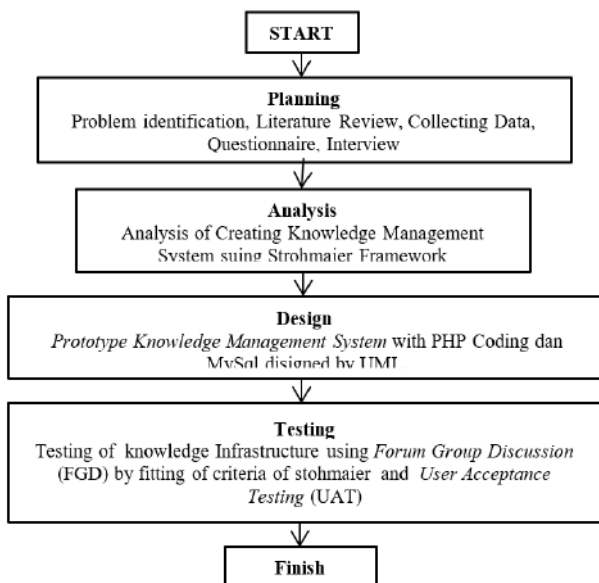 START
Planning
Problem identification, Literature Review, Collecting Data,
Questionnaire, Interview
Analysis
Analysis of Creating Knowledge Management
System suing Strohmaier Framework
Design
Prototype Knowledge Management System with PHP Coding dan
MySql disigned by UML
Testing
Testing of knowledge Infrastructure using Forum Group Discussion
(FGD) by fitting of criteria of stohmaier and User Acceptance
Testing (UAT)
Finish